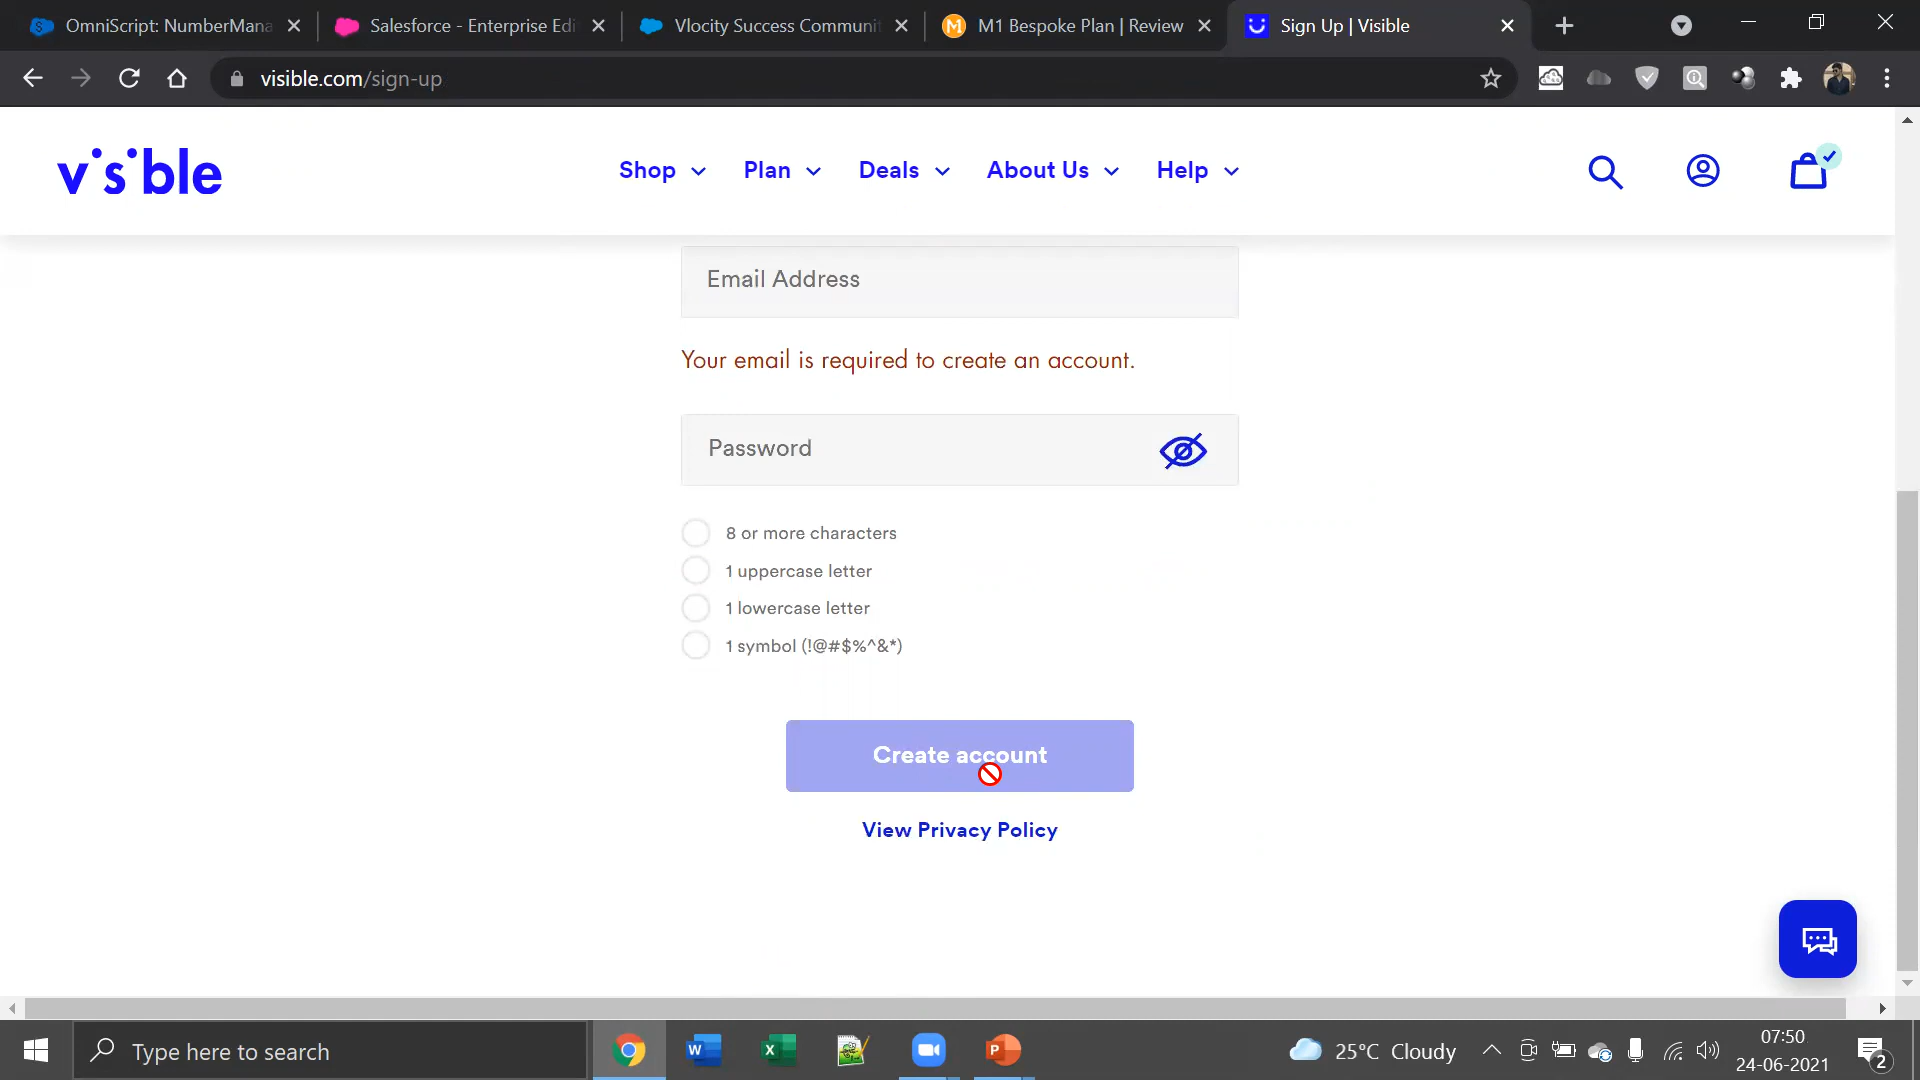 OmniScript: NumberMana
Salesforce - Enterprise Edi
Vlocity Success Communi
M1 Bespoke Plan | Review
Sign Up | Visible
visible.com/sign-up
visible
Shop
Plan
Deals
About Us
Help
Email Address
Your email is required to create an account.
Password
8 or more characters
1 uppercase letter
1 lowercase letter
1 symbol (!@#$%^&*)
Create account
View Privacy Policy
Type here to search
25°C Cloudy
07:50
24-06-2021
2